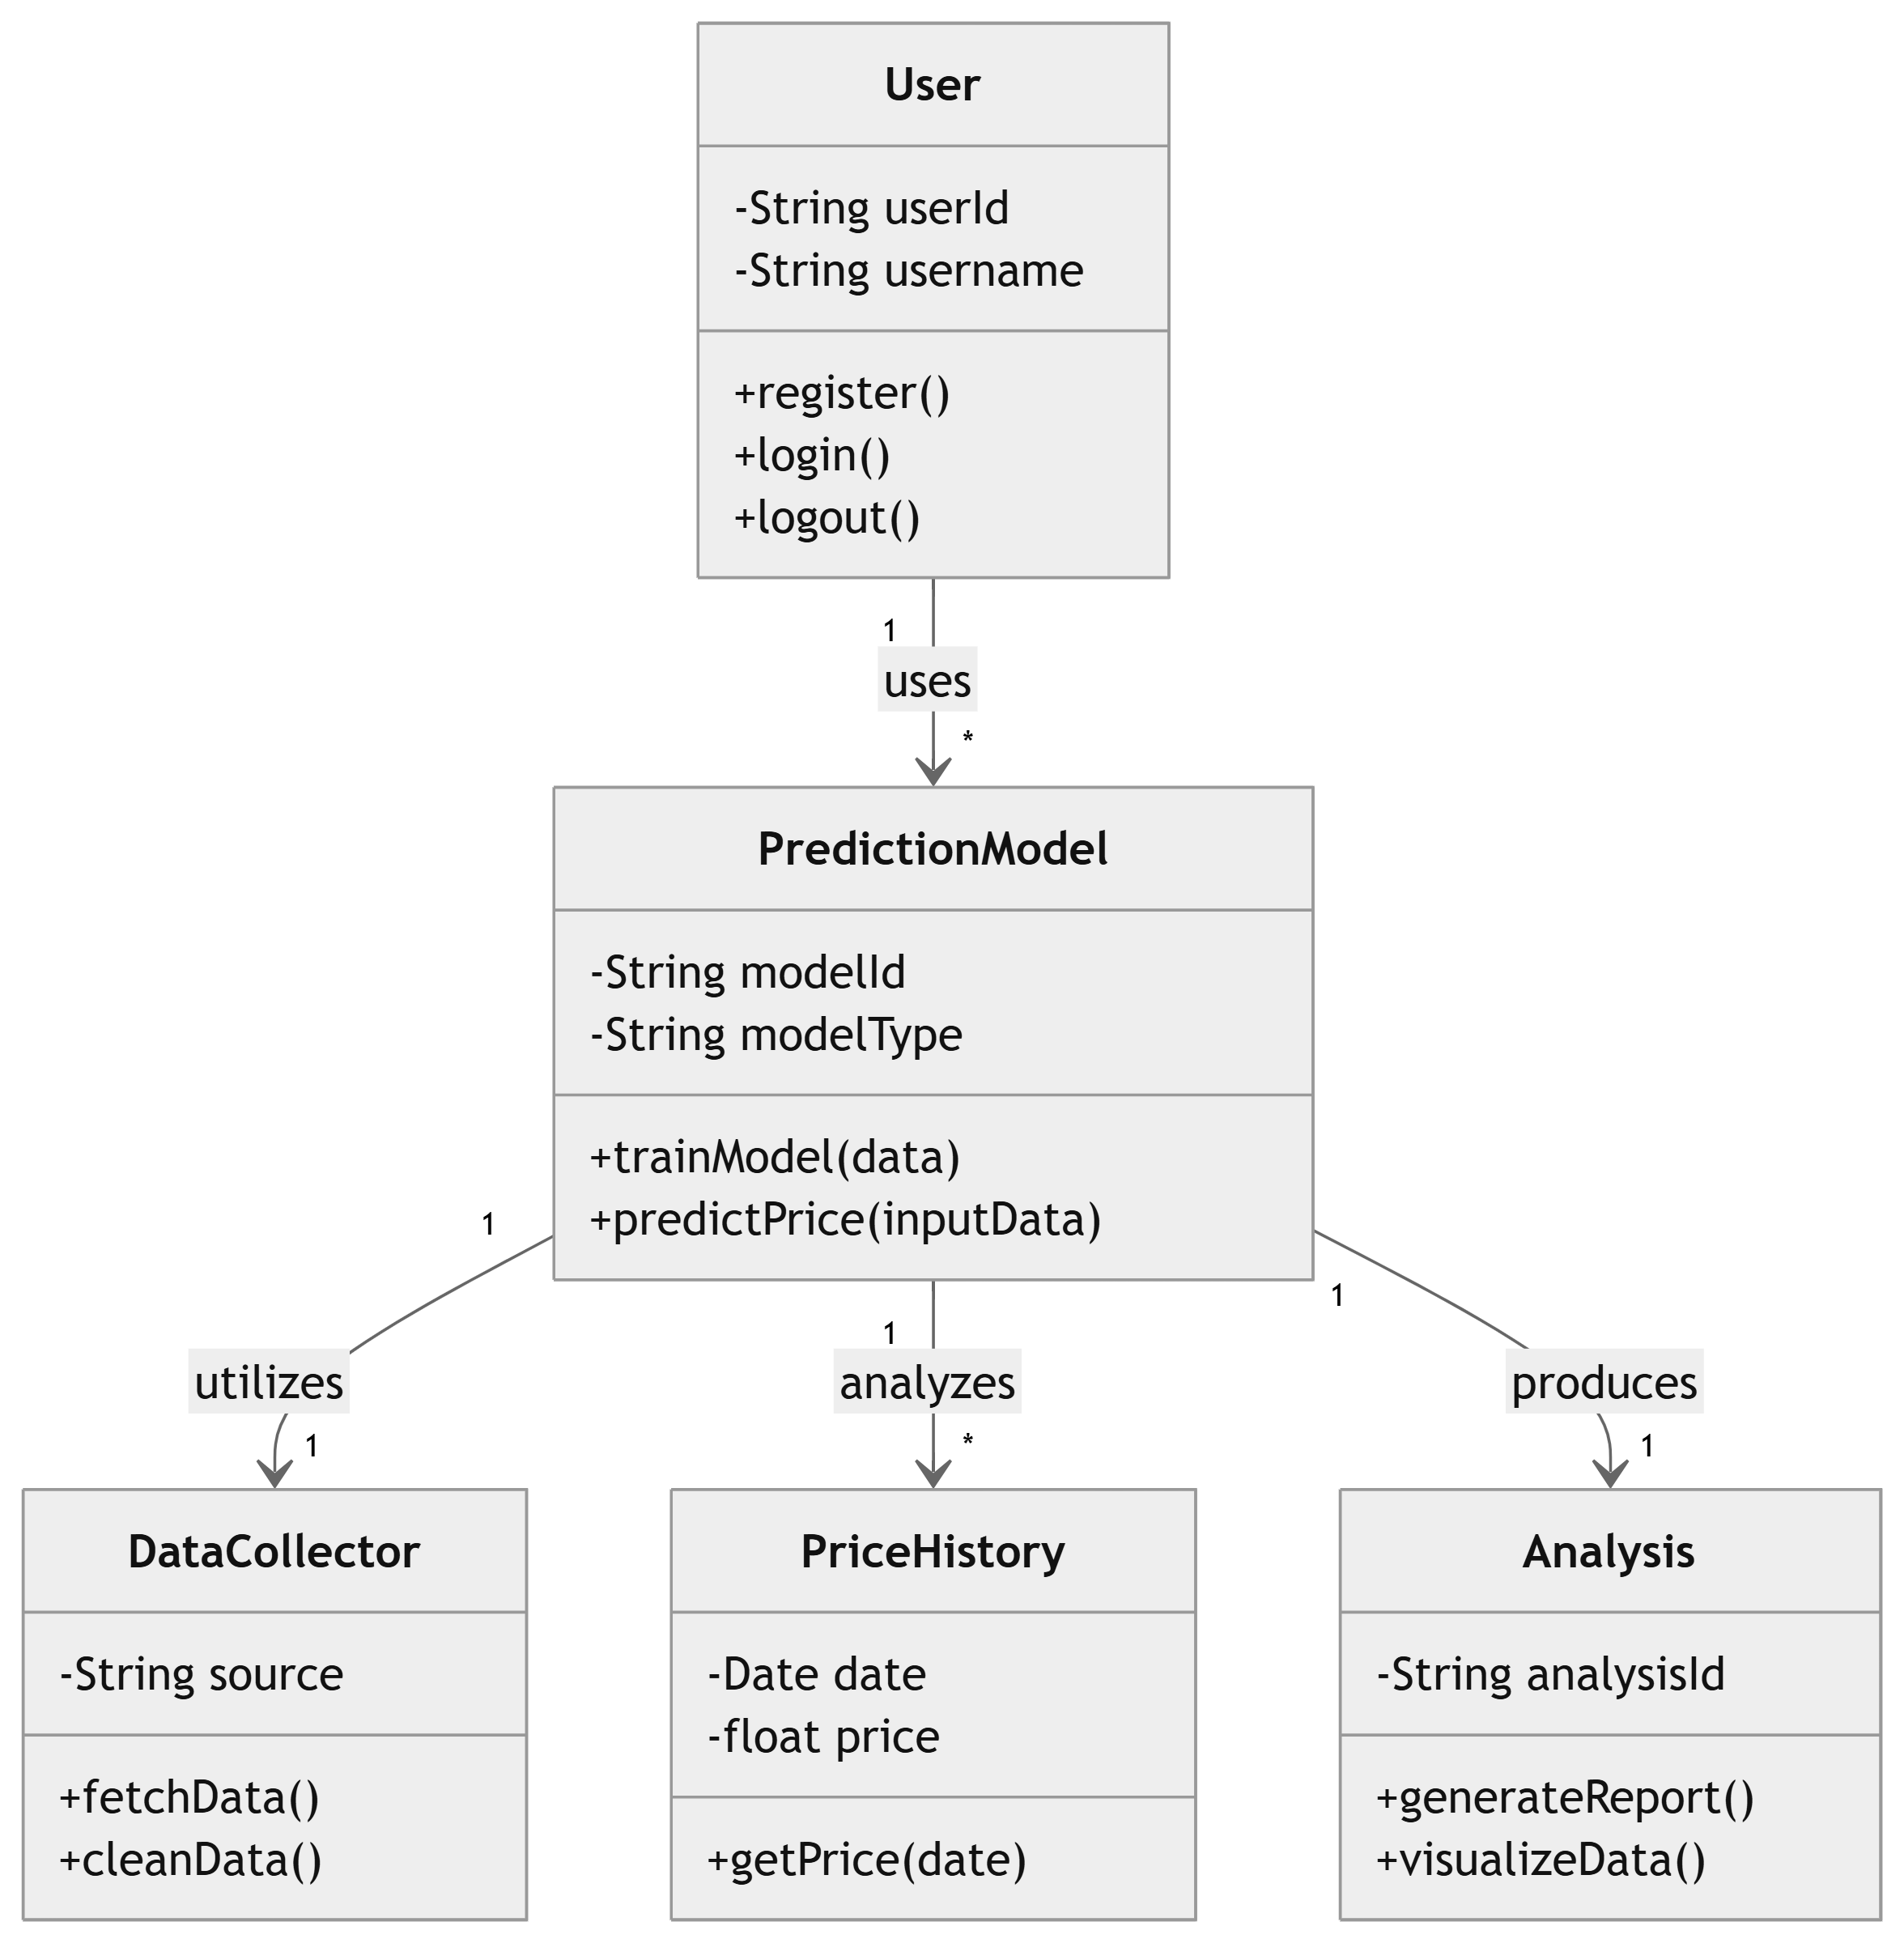 User
-String userId
-String username
+register()
+login()
+logout()
1
uses
*
PredictionModel
-String modelId
-String modelType
+trainModel(data)
+predictPrice(inputData)
1
utilizes
1
1
analyzes
*
1
produces
1
DataCollector
-String source
+fetchData()
+cleanData()
PriceHistory
-Date date
-float price
+getPrice(date)
Analysis
-String analysisId
+generateReport()
+visualizeData()